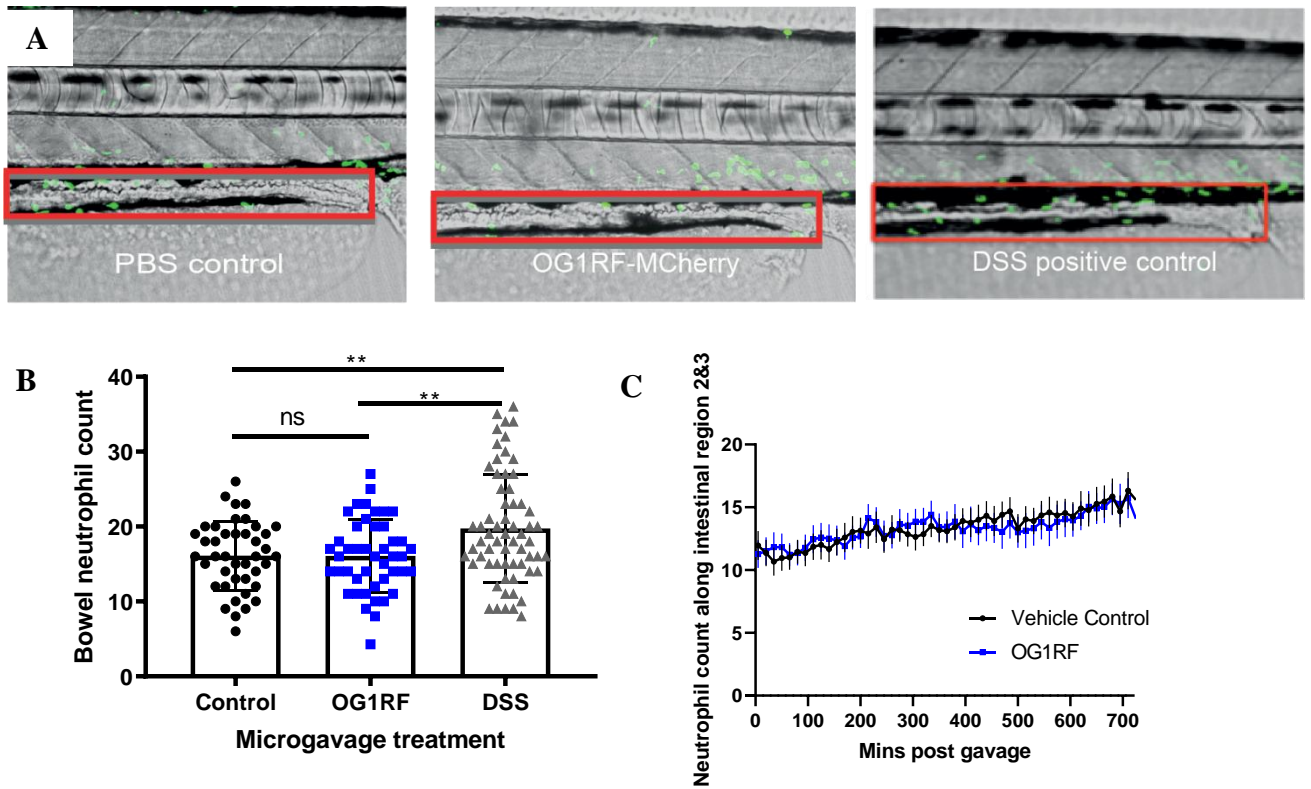 A
PBS control
OG1RF-MCherry
DSS positive control
B
Bowel neutrophil count
40
30
20
10
0
**
**
ns
Control
OG1RF
DSS
Microgavage treatment
C
Neutrophil count along intestinal region 2&3
20
15
10
5
0
Vehicle Control
OG1RF
0
100
200
300
400
500
600
700
Mins post gavage